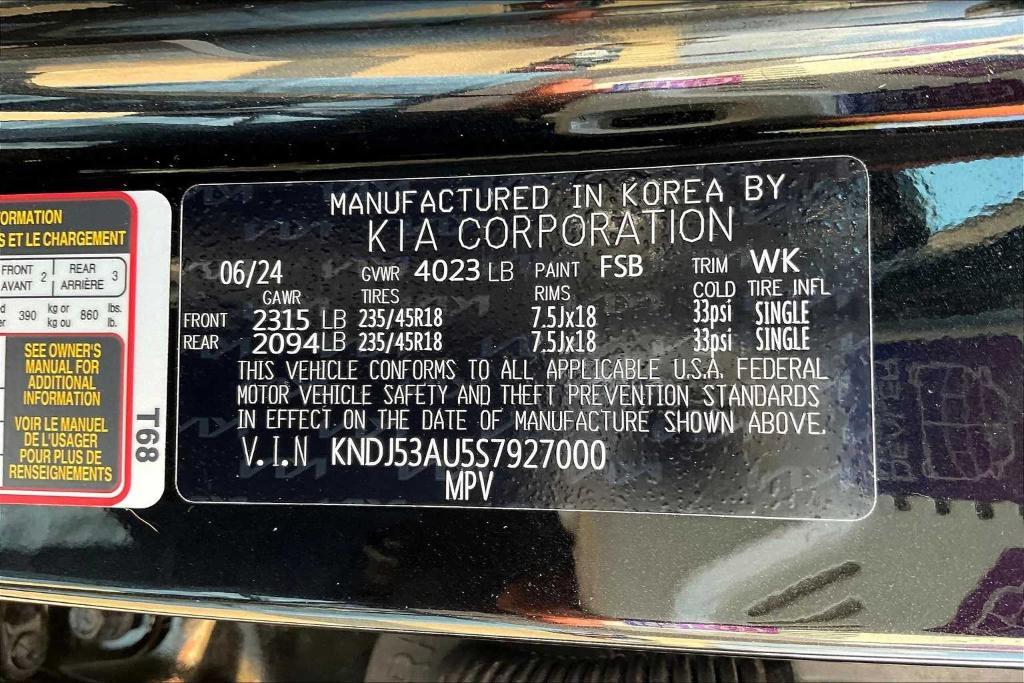 ORMATION
S ET LE CHARGEMENT
FRONT AVANT 2 REAR ARRIÈRE 3
390 kg or kg ou 860 lbs. lb.
SEE OWNER'S
MANUAL FOR
ADDITIONAL
INFORMATION
VOIR LE MANUEL
DE L'USAGER
POUR PLUS DE
RENSEIGNEMENTS
T68
MANUFACTURED IN KOREA BY
KIA CORPORATION
06/24 GVWR 4023 LB PAINT FSB TRIM WK
GAWR TIRES RIMS COLD TIRE INFL
FRONT 2315 LB 235/45R18 7.5Jx18 33psi SINGLE
REAR 2094 LB 235/45R18 7.5Jx18 33psi SINGLE
THIS VEHICLE CONFORMS TO ALL APPLICABLE U.S.A. FEDERAL
MOTOR VEHICLE SAFETY AND THEFT PREVENTION STANDARDS
IN EFFECT ON THE DATE OF MANUFACTURE SHOWN ABOVE.
V.I.N KNDJ53AU5S7927000
MPV